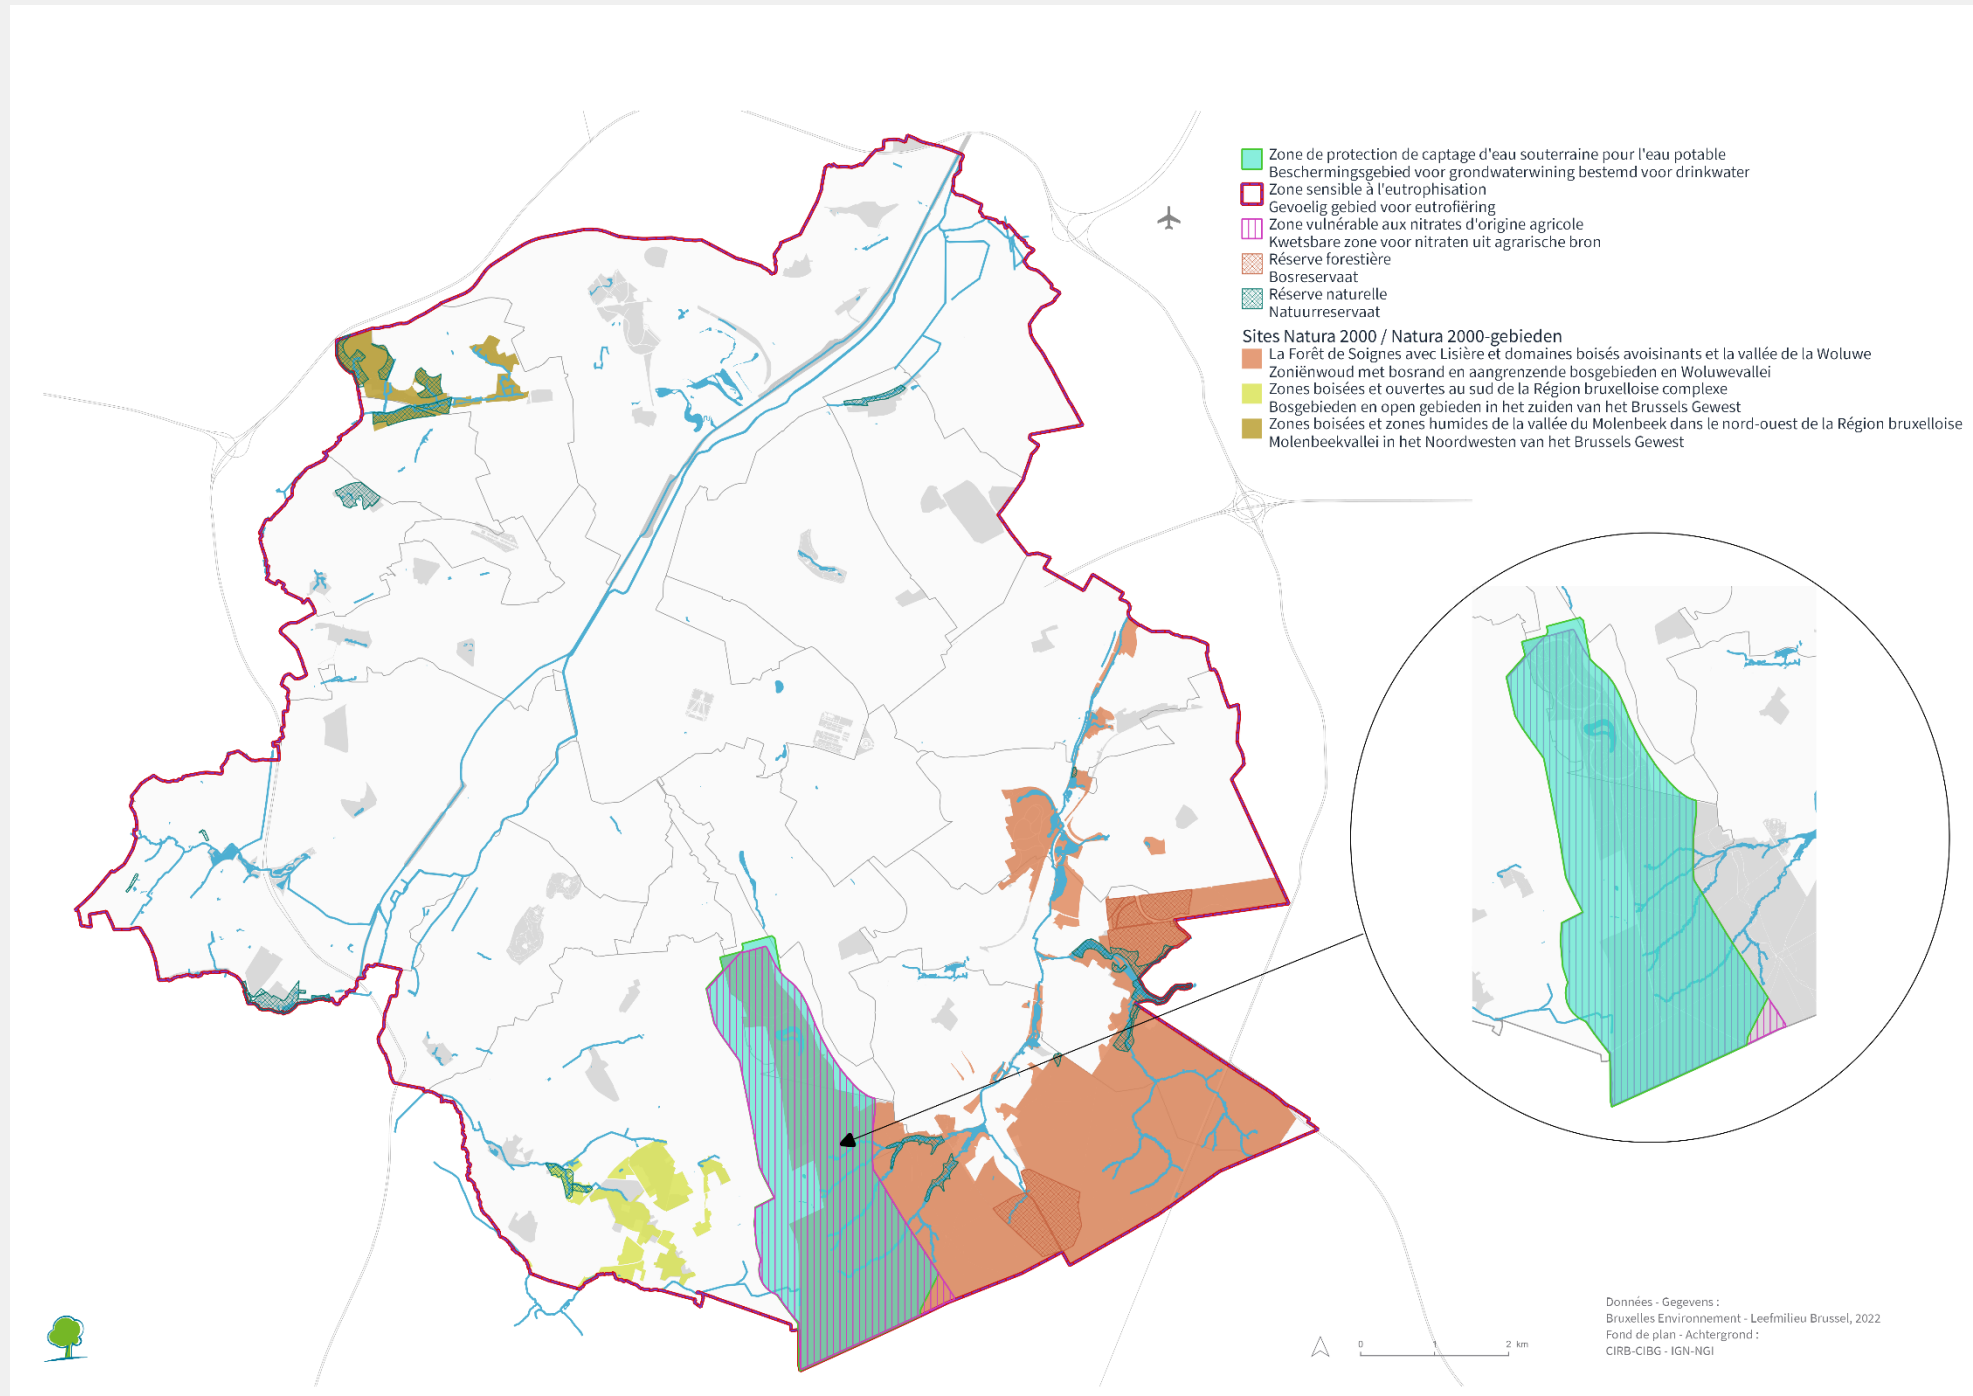 Zone de protection de captage d'eau souterraine pour l'eau potable
Beschermingsgebied voor grondwaterwining bestemd voor drinkwater
Zone sensible à l'eutrophisation
Gevoelig gebied voor eutrofiëring
Zone vulnérable aux nitrates d'origine agricole
Kwetsbare zone voor nitraten uit agrarische bron
Réserve forestière
Bosreservaat
Réserve naturelle
Natuurreservaat
Sites Natura 2000 / Natura 2000-gebieden
La Forêt de Soignes avec Lisière et domaines boisés avoisinants et la vallée de la Woluwe
Zoniënwoud met bosrand en aangrenzende bosgebieden en Woluwevallei
Zones boisées et ouvertes au sud de la Région bruxelloise complexe
Bosgebieden en open gebieden in het zuiden van het Brussels Gewest
Zones boisées et zones humides de la vallée du Molenbeek dans le nord-ouest de la Région bruxelloise
Molenbeekvallei in het Noordwesten van het Brussels Gewest
Données - Gegevens :
Bruxelles Environnement - Leefmilieu Brussel, 2022
Fond de plan - Achtergrond :
CIRB-CIBG - IGN-NGI
0 1 2 km